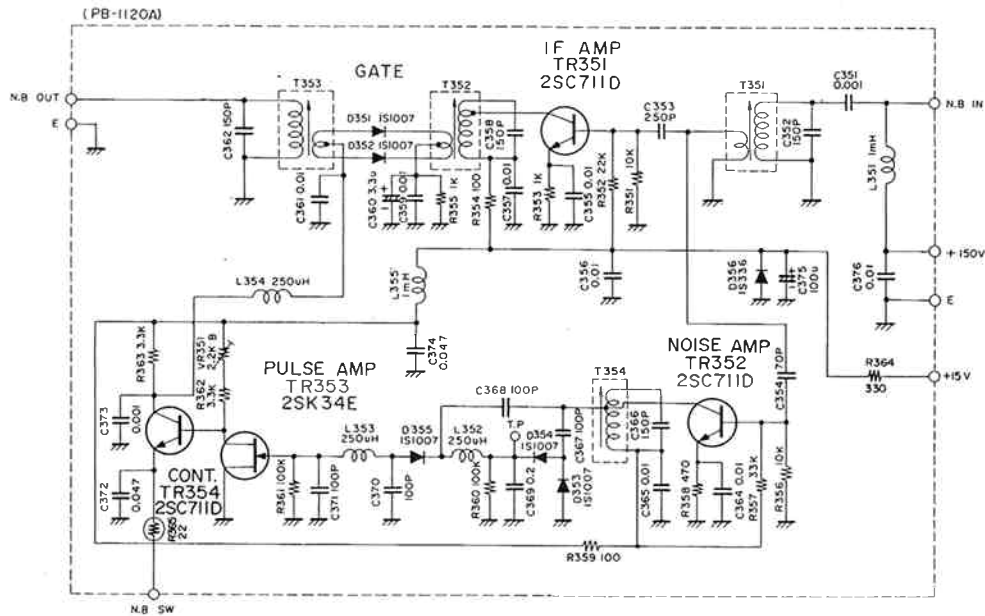 (PB-1120A)
IF AMP
TR351
2SC711D
GATE
T353
T352
T351
C351
0.001
N.B OUT
E
C362 150P
D351 1S1007
D352 1S1007
C358
150P
C353
250P
C352
150P
N.B IN
L351 1mH
C361 0.01
C360 3.3u
C359 0.01
R355 1K
R354 100
C357 0.01
R353 1K
C355 0.01
R352 22K
R351 10K
+150V
L354 250uH
L355
1mH
C356
0.01
D356
1S336
C375
100u
C376
0.01
E
R363 3.3K
VR351
2.2K B
R362
3.3K
C374
0.047
PULSE AMP
TR353
2SK34E
NOISE AMP
TR352
2SC711D
C354 170P
R364
330
+15V
C373
0.001
C368 100P
T354
C366
150P
T.P
L353
250uH
D355
1S1007
L352
250uH
D354
1S1007
C367 100P
CONT.
TR354
2SC711D
C372
0.047
R365
22
R361 100K
C371 100P
C370
100P
R360 100K
C369 0.2
D353
1S1007
C365 0.01
R358 470
C364 0.01
R357 33K
R356 10K
R359 100
N.B SW